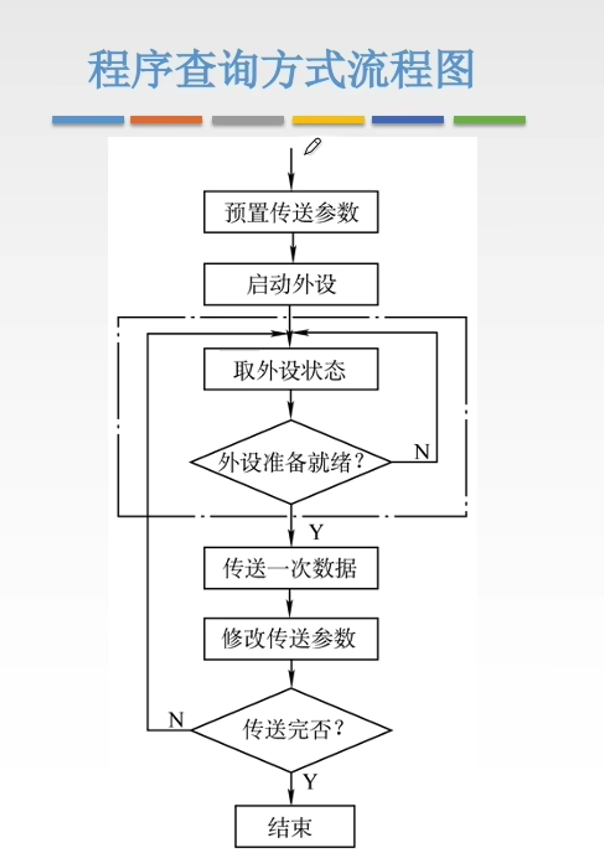 程序查询方式流程图
预置传送参数
启动外设
取外设状态
外设准备就绪?
N
Y
传送一次数据
修改传送参数
传送完否?
N
Y
结束